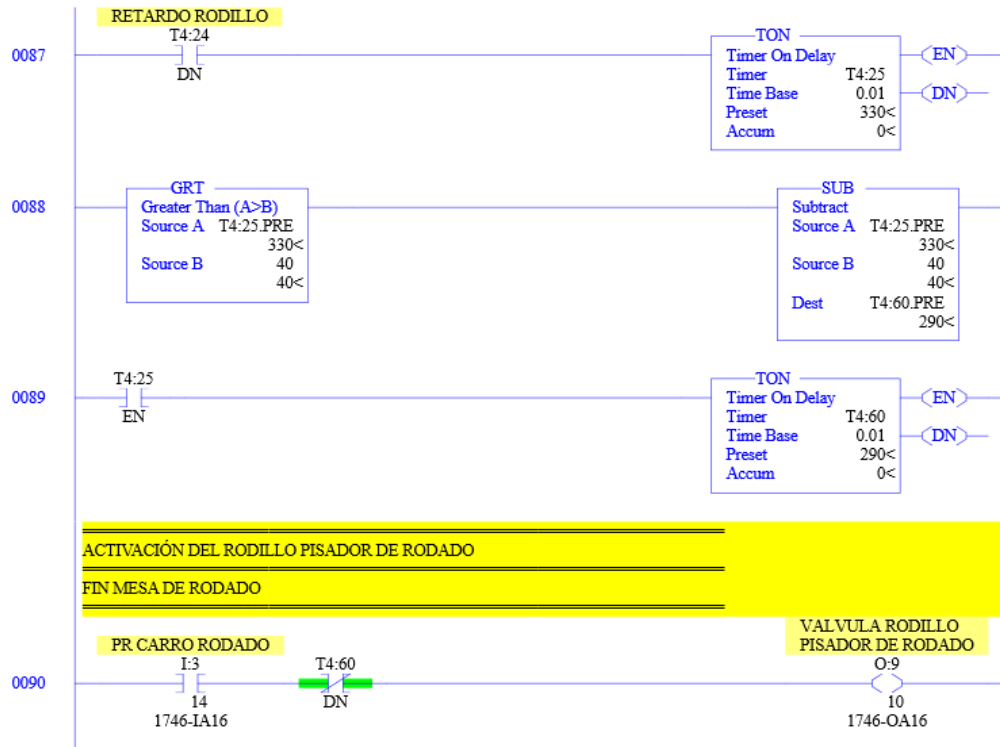 RETARDO RODILLO
T4:24
0087
DN
TON
Timer On Delay
Timer T4:25
Time Base 0.01
Preset 330<
Accum 0<
EN
DN
0088
GRT
Greater Than (A>B)
Source A T4:25.PRE
330<
Source B 40
40<
SUB
Subtract
Source A T4:25.PRE
330<
Source B 40
40<
Dest T4:60.PRE
290<
T4:25
0089
EN
TON
Timer On Delay
Timer T4:60
Time Base 0.01
Preset 290<
Accum 0<
EN
DN
ACTIVACIÓN DEL RODILLO PISADOR DE RODADO
FIN MESA DE RODADO
PR CARRO RODADO
I:3
0090
14
1746-IA16
T4:60
DN
VALVULA RODILLO
PISADOR DE RODADO
O:9
10
1746-OA16